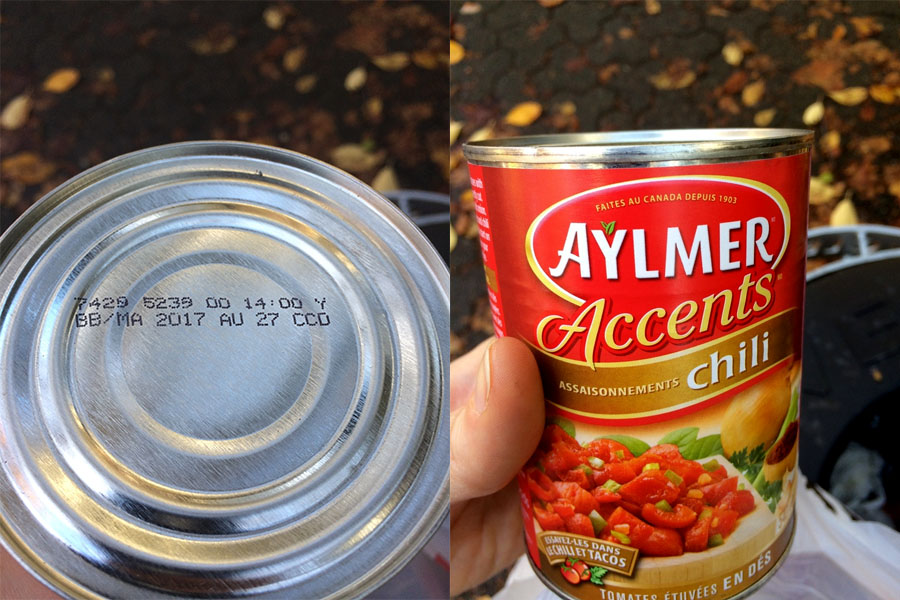 7429 5239 00 14:00 Y
BB/MA 2017 AU 27 CCD
FAITES AU CANADA DEPUIS 1903
AYLMER
Accents
ASSAISONNEMENTS chili
ESSAYEZ-LES DANS
LE CHILI ET TACOS
TOMATES ÉTUVÉES EN DÉS